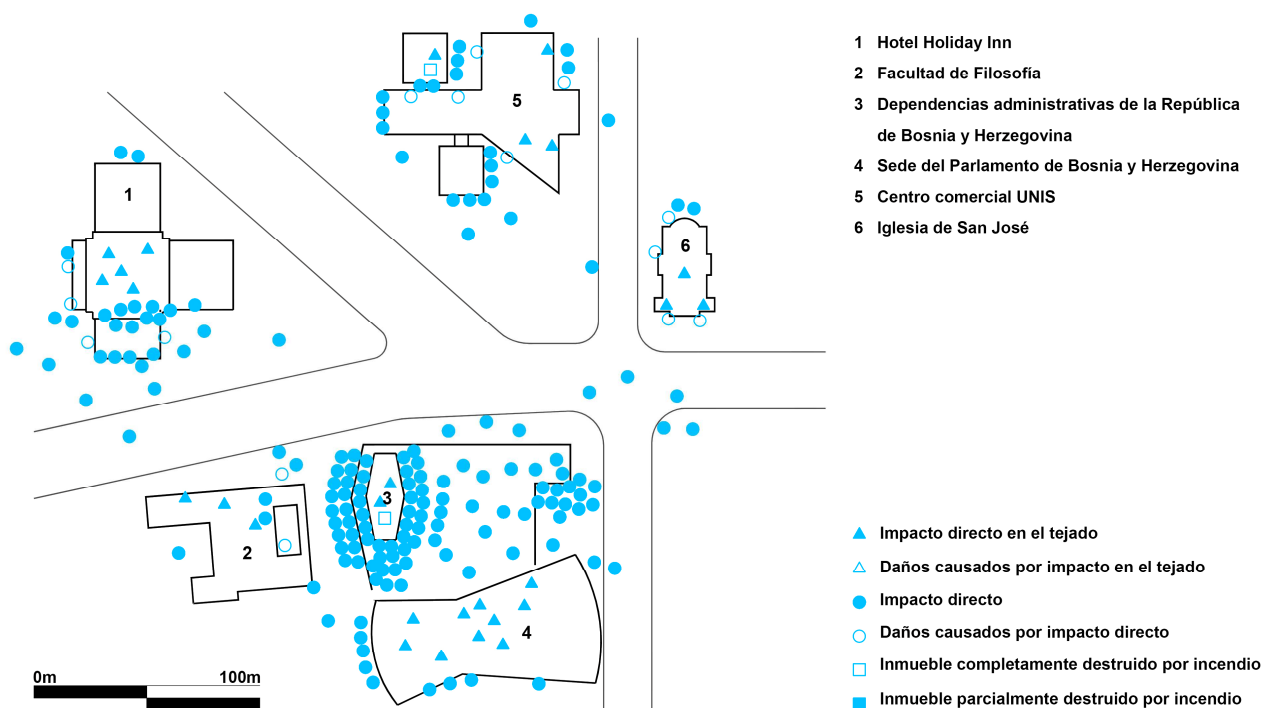 1 Hotel Holiday Inn
2 Facultad de Filosofía
3 Dependencias administrativas de la República
de Bosnia y Herzegovina
4 Sede del Parlamento de Bosnia y Herzegovina
5 Centro comercial UNIS
6 Iglesia de San José
5
1
6
3
2
4
Impacto directo en el tejado
Daños causados por impacto en el tejado
Impacto directo
Daños causados por impacto directo
Inmueble completamente destruido por incendio
Inmueble parcialmente destruido por incendio
0m 100m